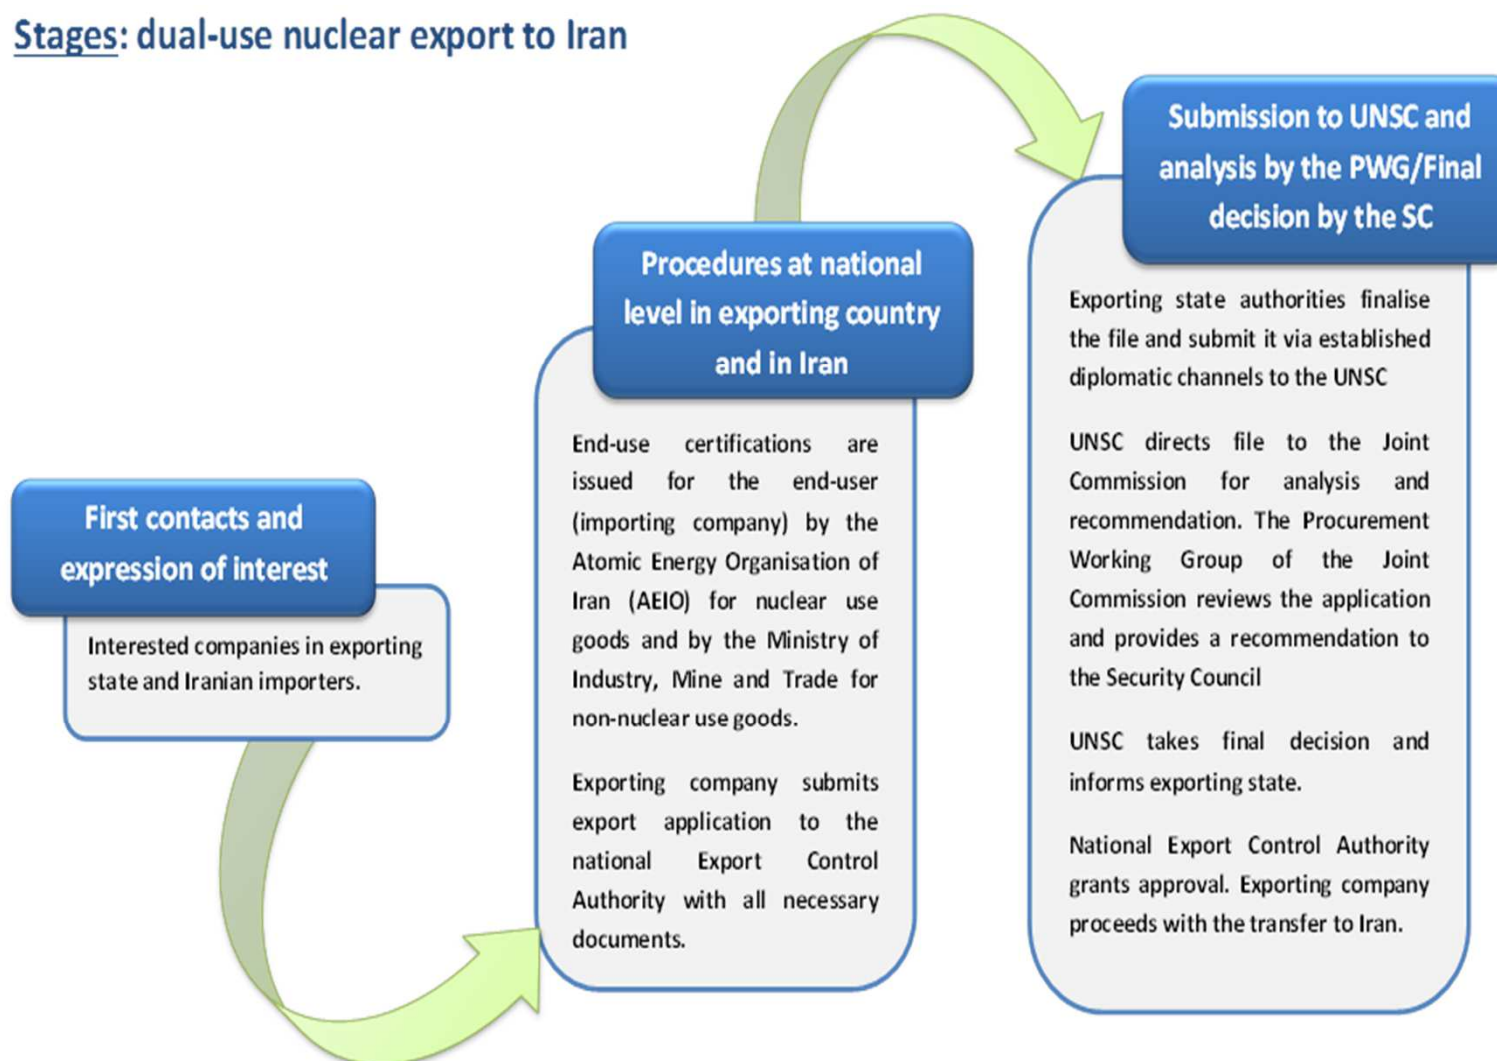 Stages: dual-use nuclear export to Iran
First contacts and
expression of interest
Interested companies in exporting
state and Iranian importers.
Procedures at national
level in exporting country
and in Iran
End-use certifications are
issued for the end-user
(importing company) by the
Atomic Energy Organisation of
Iran (AEIO) for nuclear use
goods and by the Ministry of
Industry, Mine and Trade for
non-nuclear use goods.
Exporting company submits
export application to the
national Export Control
Authority with all necessary
documents.
Submission to UNSC and
analysis by the PWG/Final
decision by the SC
Exporting state authorities finalise
the file and submit it via established
diplomatic channels to the UNSC
UNSC directs file to the Joint
Commission for analysis and
recommendation. The Procurement
Working Group of the Joint
Commission reviews the application
and provides a recommendation to
the Security Council
UNSC takes final decision and
informs exporting state.
National Export Control Authority
grants approval. Exporting company
proceeds with the transfer to Iran.